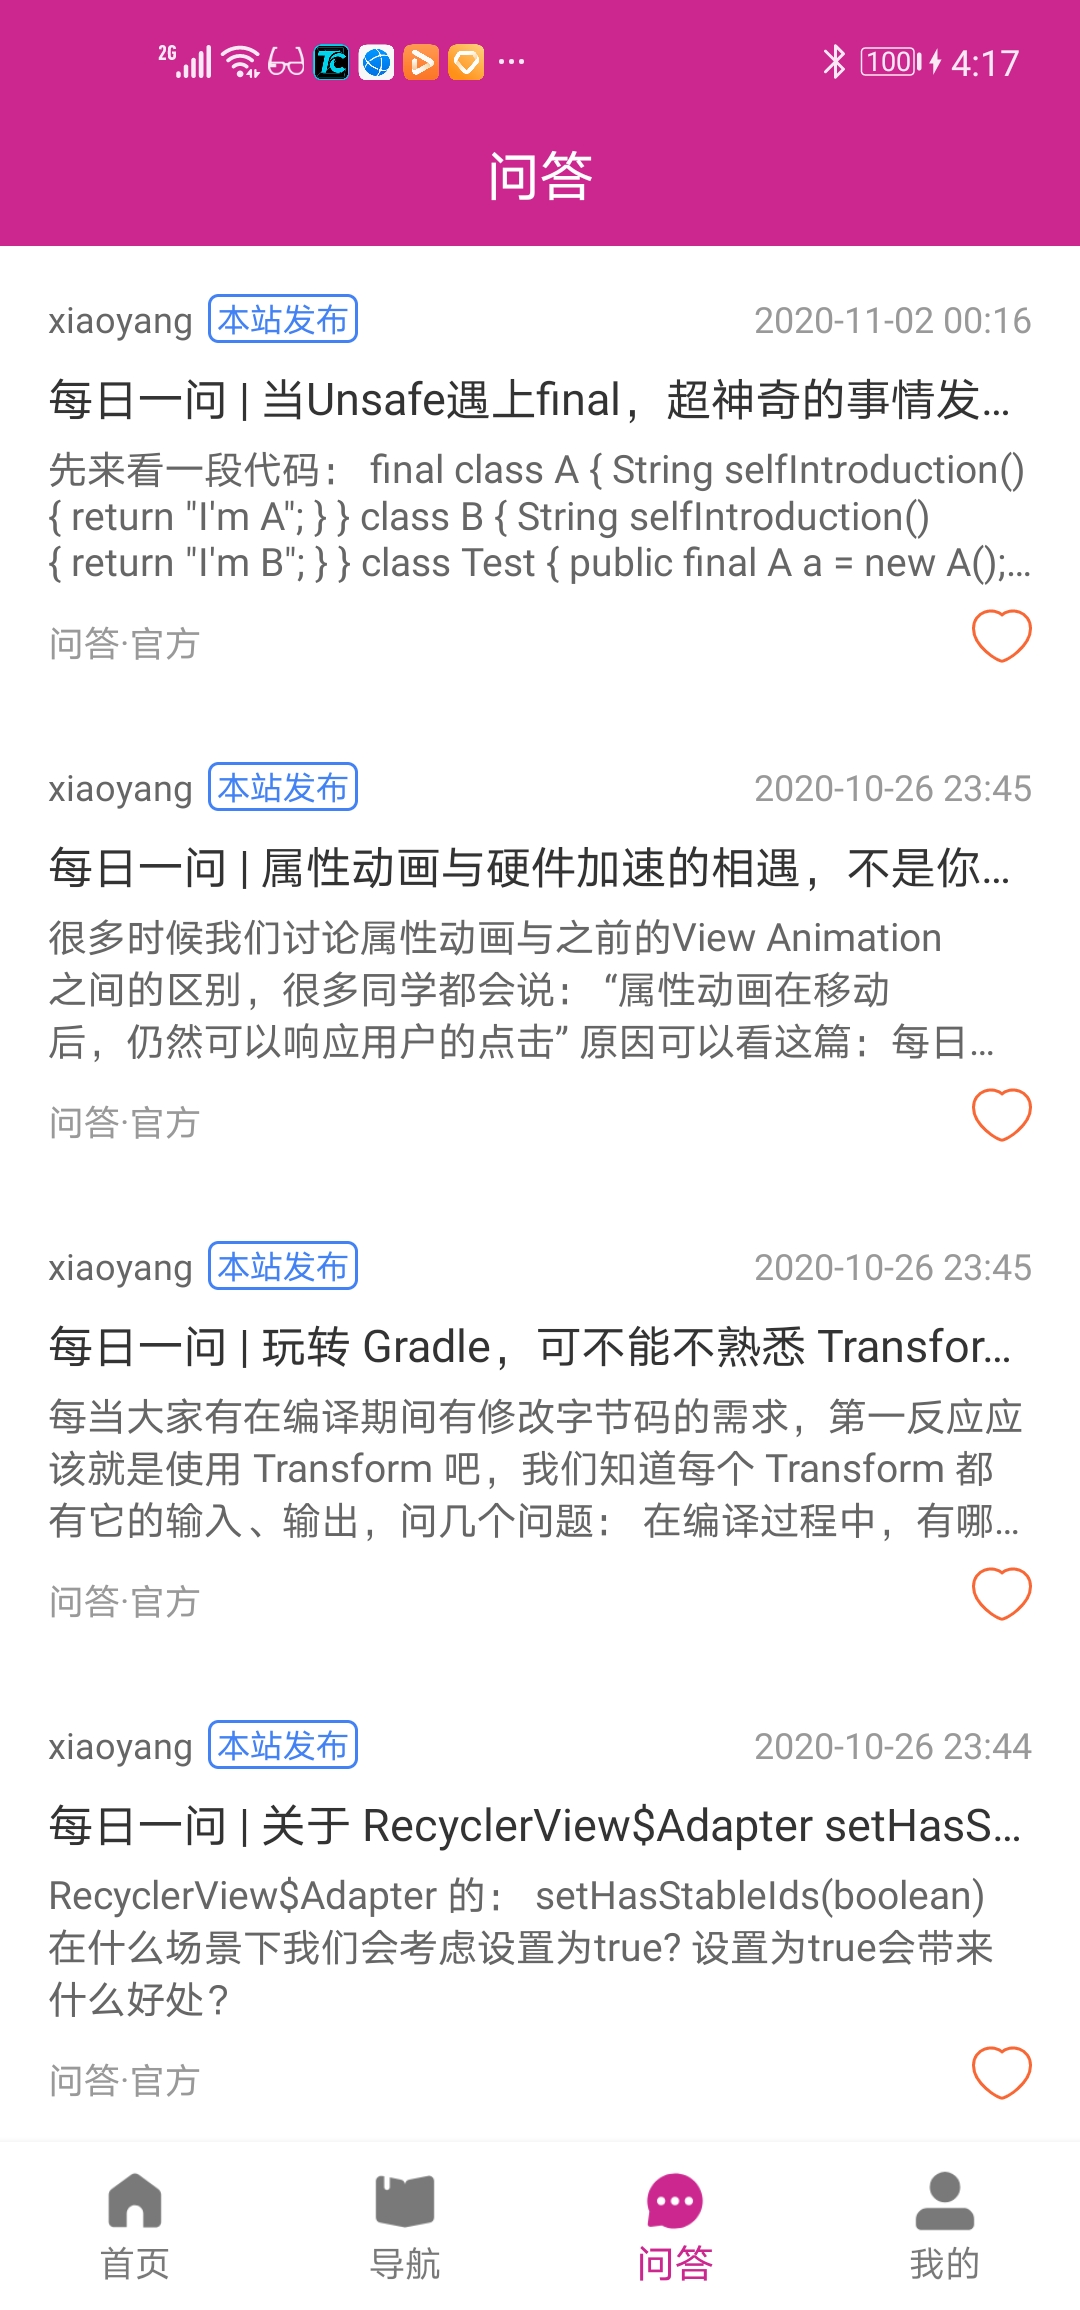 2G 100 4:17
问答
xiaoyang 本站发布 2020-11-02 00:16
每日一问 | 当Unsafe遇上final，超神奇的事情发...
先来看一段代码： final class A { String selfIntroduction()
{ return "I'm A"; } } class B { String selfIntroduction()
{ return "I'm B"; } } class Test { public final A a = new A();...
问答·官方
xiaoyang 本站发布 2020-10-26 23:45
每日一问 | 属性动画与硬件加速的相遇，不是你...
很多时候我们讨论属性动画与之前的View Animation
之间的区别，很多同学都会说： “属性动画在移动
后，仍然可以响应用户的点击” 原因可以看这篇：每日...
问答·官方
xiaoyang 本站发布 2020-10-26 23:45
每日一问 | 玩转 Gradle，可不能不熟悉 Transfor...
每当大家有在编译期间有修改字节码的需求，第一反应应
该就是使用 Transform 吧，我们知道每个 Transform 都
有它的输入、输出，问几个问题： 在编译过程中，有哪...
问答·官方
xiaoyang 本站发布 2020-10-26 23:44
每日一问 | 关于 RecyclerView$Adapter setHasS...
RecyclerView$Adapter 的： setHasStableIds(boolean)
在什么场景下我们会考虑设置为true? 设置为true会带来
什么好处？
问答·官方
首页 导航 问答 我的